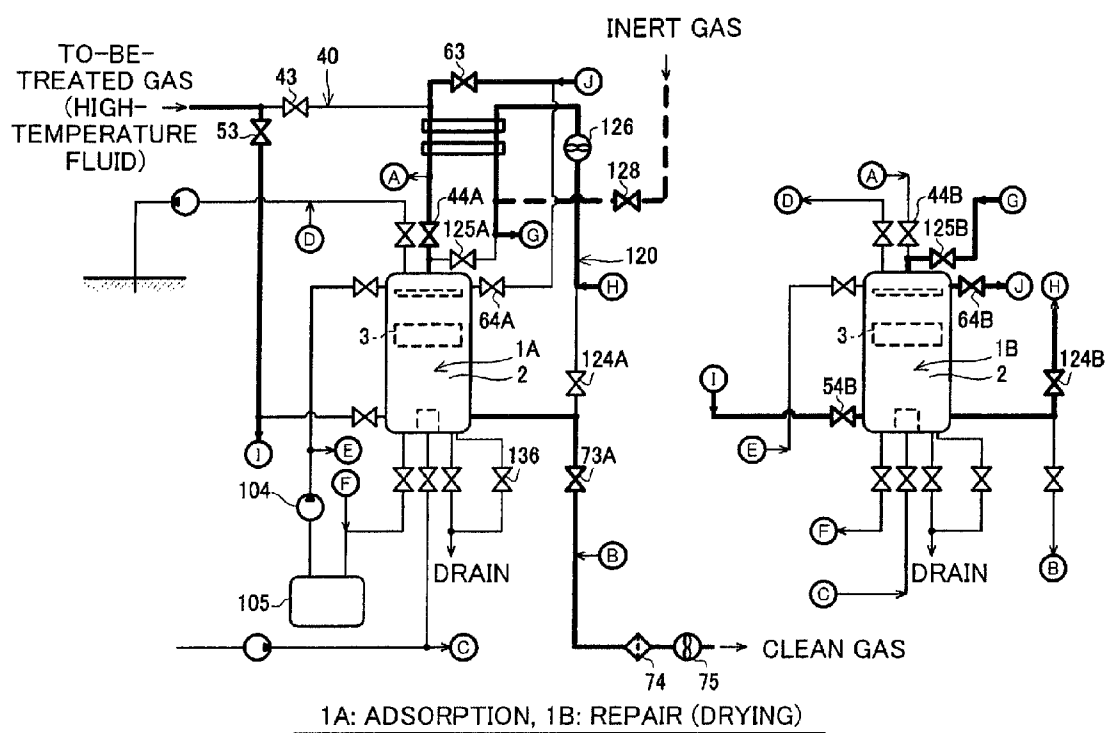 INERT GAS
TO-BE-
TREATED GAS
(HIGH-
TEMPERATURE
FLUID)
43
40
63
J
53
126
A
44A
128
A
D
44B
G
125A
125B
D
G
120
H
64A
64B
J
H
3
1A
2
124A
3
1B
2
124B
I
54B
I
E
F
136
73A
E
104
DRAIN
B
F
DRAIN
B
C
105
C
74
75
CLEAN GAS
1A: ADSORPTION, 1B: REPAIR (DRYING)